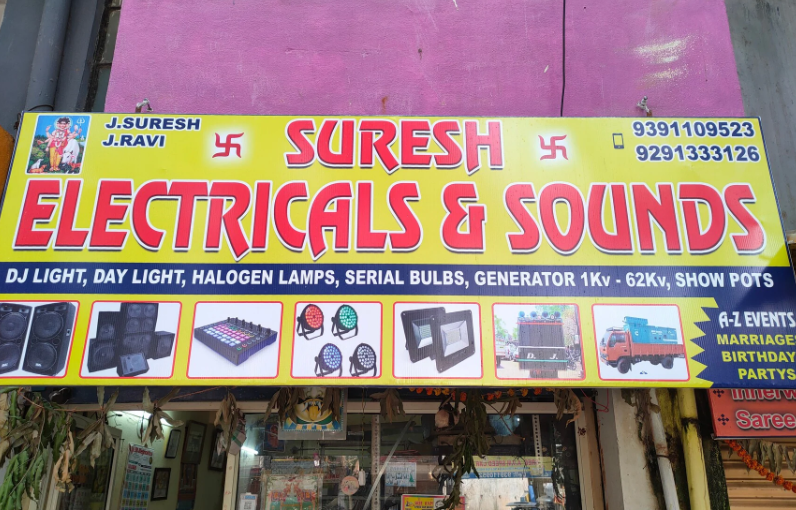 J.SURESH
J.RAVI
SURESH
9391109523
9291333126
ELECTRICALS & SOUNDS
DJ LIGHT, DAY LIGHT, HALOGEN LAMPS, SERIAL BULBS, GENERATOR 1Kv - 62Kv, SHOW POTS
D. J.
A-Z EVENTS
MARRIAGE
BIRTHDAY
PARTYS
Saree